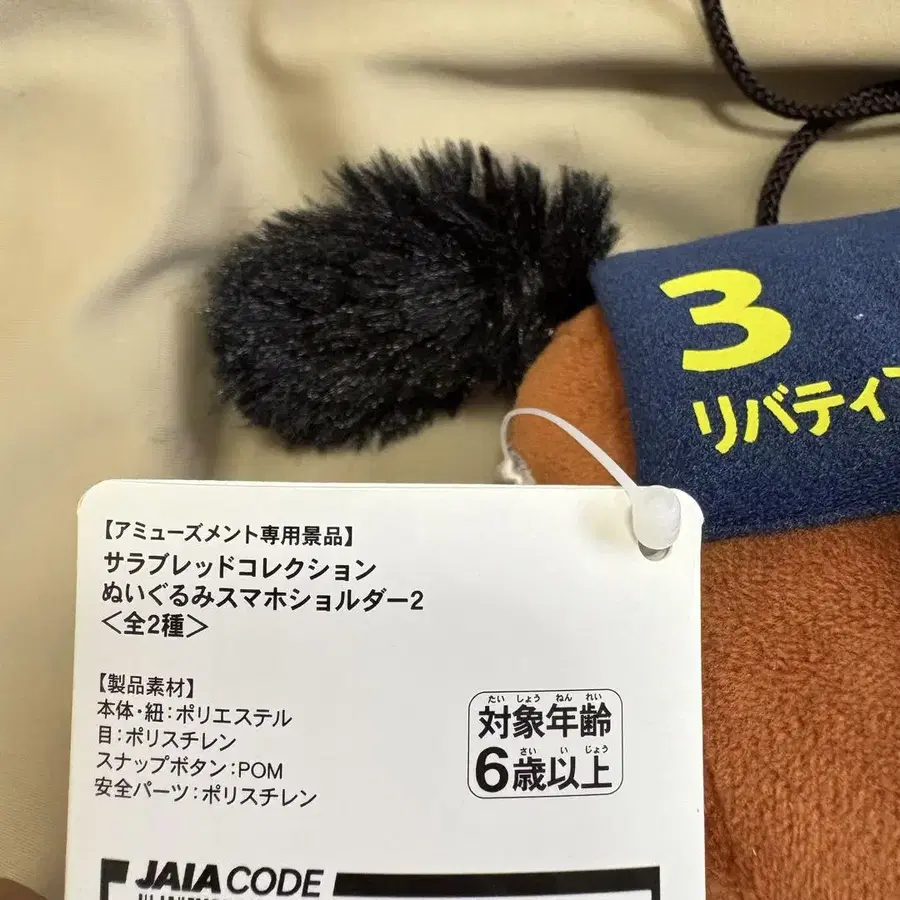 3
リバティ
【アミューズメント専用景品】
サラブレッドコレクション
ぬいぐるみスマホショルダー2
<全2種>
【製品素材】
本体・紐:ポリエステル
目:ポリスチレン
スナップボタン:POM
安全パーツ:ポリスチレン
たいしょうねんれい
対象年齢
さいいじょう
6歳以上
JAIA CODE